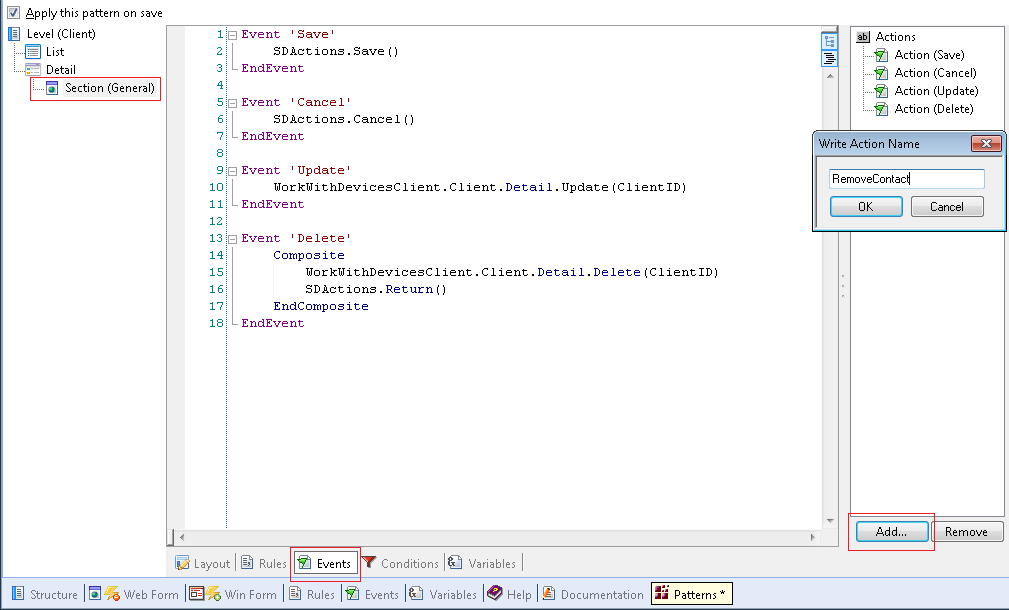 Apply this pattern on save
Level (Client)
List
Detail
Section (General)
1 Event 'Save'
2 SDActions.Save()
3 EndEvent
4
5 Event 'Cancel'
6 SDActions.Cancel()
7 EndEvent
8
9 Event 'Update'
10 WorkWithDevicesClient.Client.Detail.Update(ClientID)
11 EndEvent
12
13 Event 'Delete'
14 Composite
15 WorkWithDevicesClient.Client.Detail.Delete(ClientID)
16 SDActions.Return()
17 EndComposite
18 EndEvent
ab Actions
Action (Save)
Action (Cancel)
Action (Update)
Action (Delete)
Write Action Name
RemoveContact
OK Cancel
Add... Remove
Layout Rules Events Conditions Variables
Structure Web Form Win Form Rules Events Variables Help Documentation Patterns *